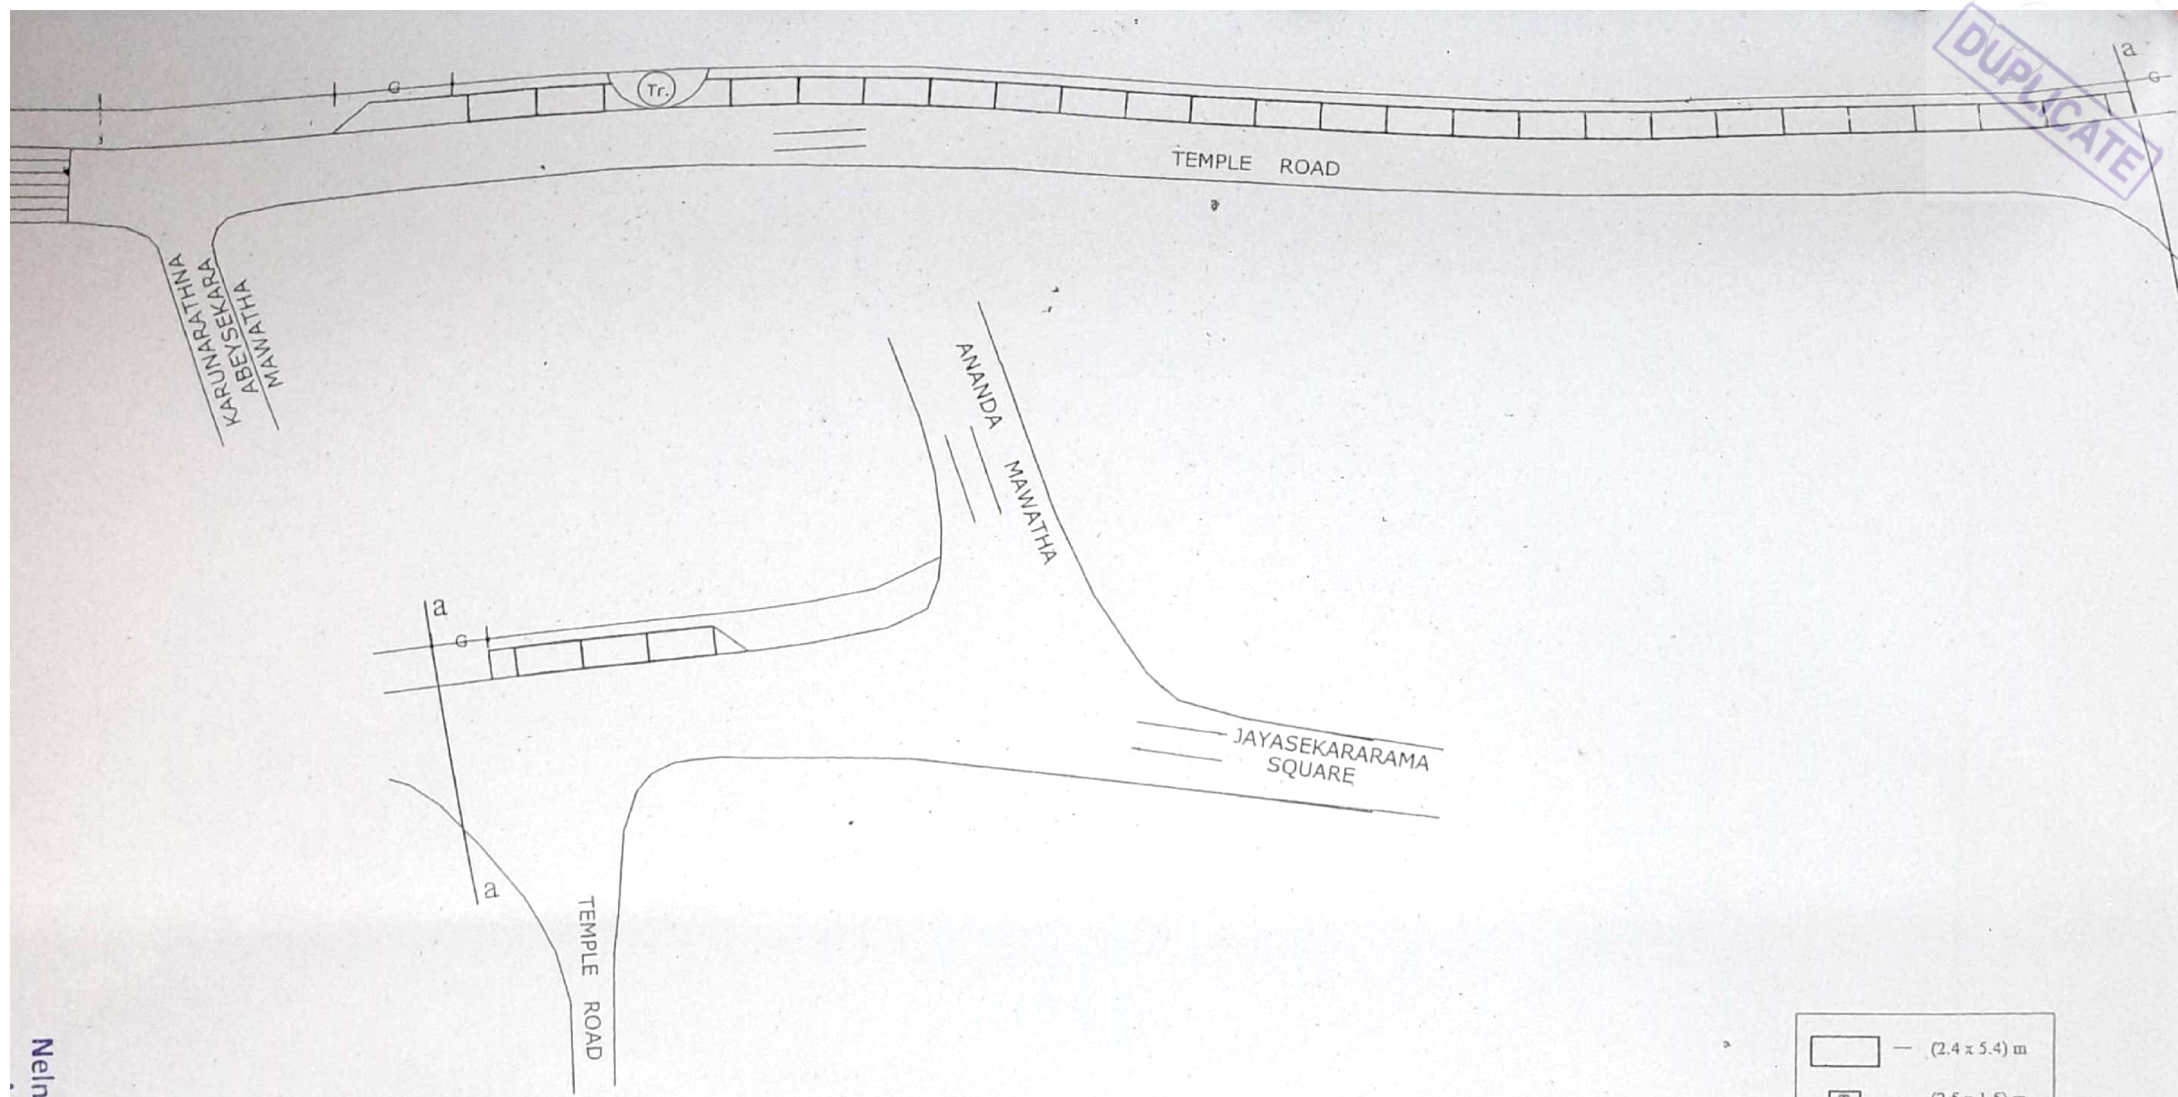 DUPLICATE
a
G
G
Tr.
TEMPLE ROAD
KARUNARATHNA
ABEYSEKARA
MAWATHA
ANANDA MAWATHA
a
G
JAYASEKARARAMA
SQUARE
a
TEMPLE ROAD
— (2.4 x 5.4) m